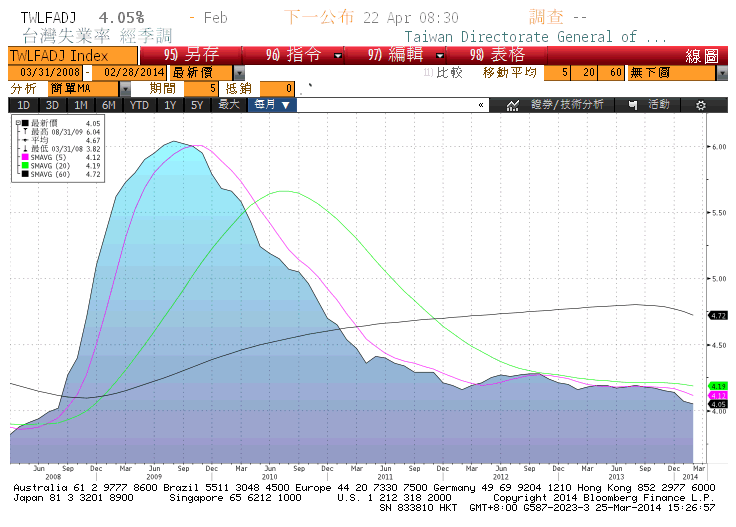 TWLFADJ 4.05% - Feb 下一公布 22 Apr 08:30 調查 --
台灣失業率 經季調 Taiwan Directorate General of ...
TWLFADJ Index 95) 另存 96) 指令 97) 編輯 98) 表格 線圖
03/31/2008 - 02/28/2014 最新價 比較 移動平均 5 20 60 無下價
分析 簡單MA 期間 5 抵銷 0
1D 3D 1M 6M YTD 1Y 5Y 最大 每月 ▼ « 證券/技術分析 活動
最新價 4.05
最高 08/31/09 6.04
平均 4.67
最低 03/31/08 3.82
SMAVG (5) 4.12
SMAVG (20) 4.19
SMAVG (60) 4.72
6.00
5.50
5.00
4.72
4.50
4.19
4.12
4.05
4.00
Jun Sep Dec Mar Jun Sep Dec Mar Jun Sep Dec Mar Jun Sep Dec Mar Jun Sep Dec Mar Jun Sep Dec Mar
2008 2009 2010 2011 2012 2013 2014
Australia 61 2 9777 8600 Brazil 5511 3048 4500 Europe 44 20 7330 7500 Germany 49 69 9204 1210 Hong Kong 852 2977 6000
Japan 81 3 3201 8900 Singapore 65 6212 1000 U.S. 1 212 318 2000 Copyright 2014 Bloomberg Finance L.P.
SN 833810 HKT GMT+8:00 G587-2023-3 25-Mar-2014 15:26:57